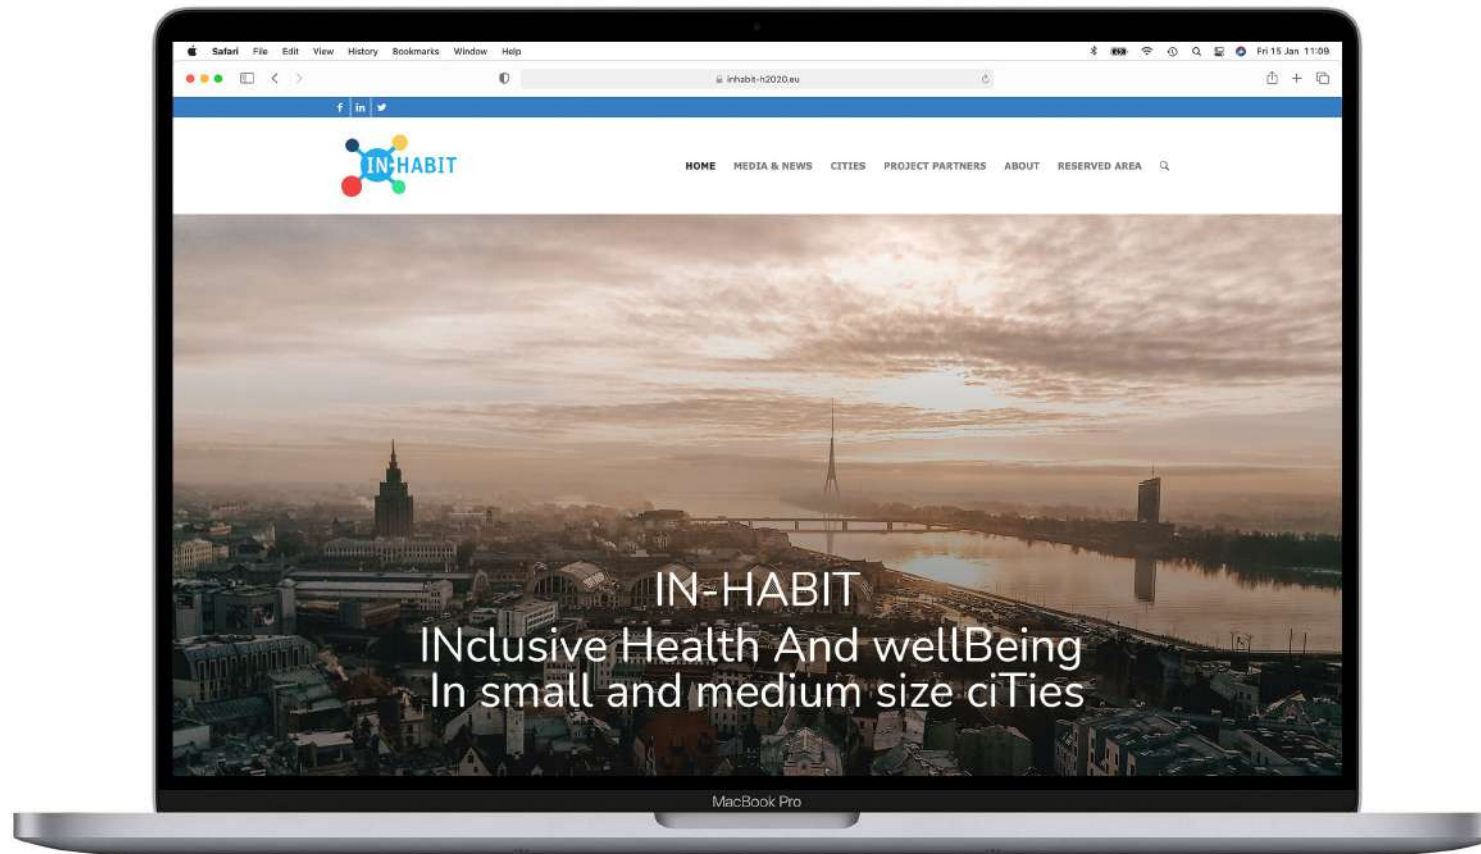 Safari File Edit View History Bookmarks Window Help
Fri 15 Jan 11:09
inhabit-h2020.eu
f in
IN-HABIT
HOME MEDIA & NEWS CITIES PROJECT PARTNERS ABOUT RESERVED AREA
IN-HABIT
INclusive Health And wellBeing
In small and medium size ciTies
MacBook Pro